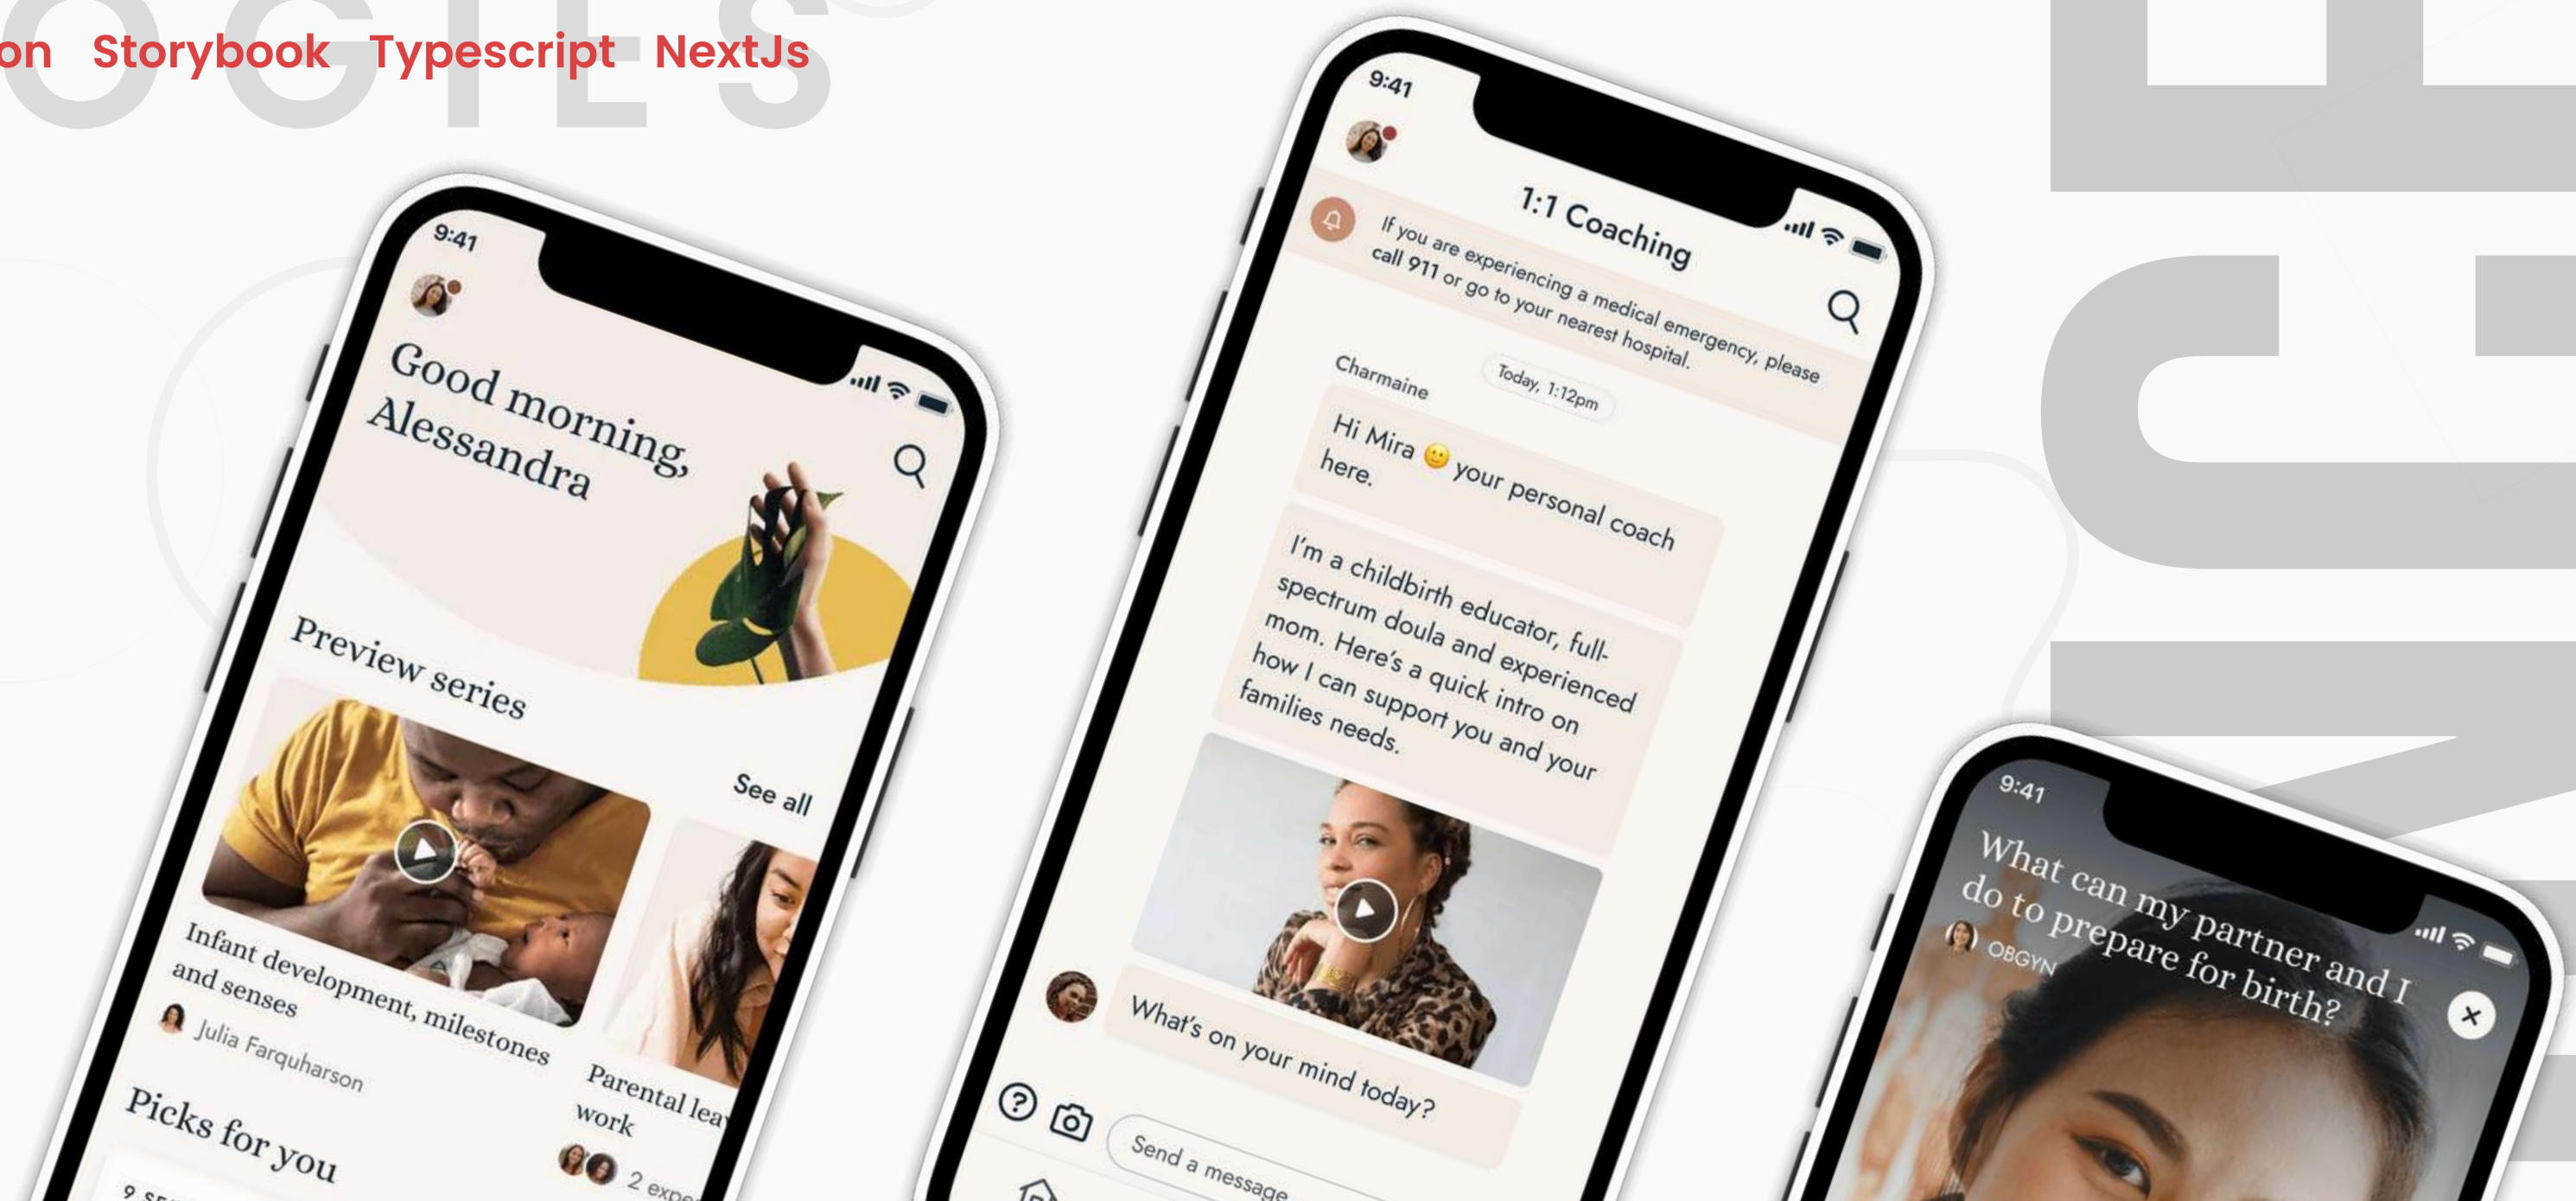 OGIES
Storybook Typescript NextJs
9:41
Good morning,
Alessandra
Preview series
See all
Infant development, milestones
and senses
Julia Farquharson
Parental
work
2
Picks for you
9:41
1:1 Coaching
If you are experiencing a medical emergency, please
call 911 or go to your nearest hospital.
Today, 1:12pm
Charmaine
Hi Mira 🙂 your personal coach
here.
I'm a childbirth educator, full-
spectrum doula and experienced
mom. Here's a quick intro on
how I can support you and your
families needs.
What's on your mind today?
Send a message
9:41
What can my partner and I
do to prepare for birth?
OBGYN